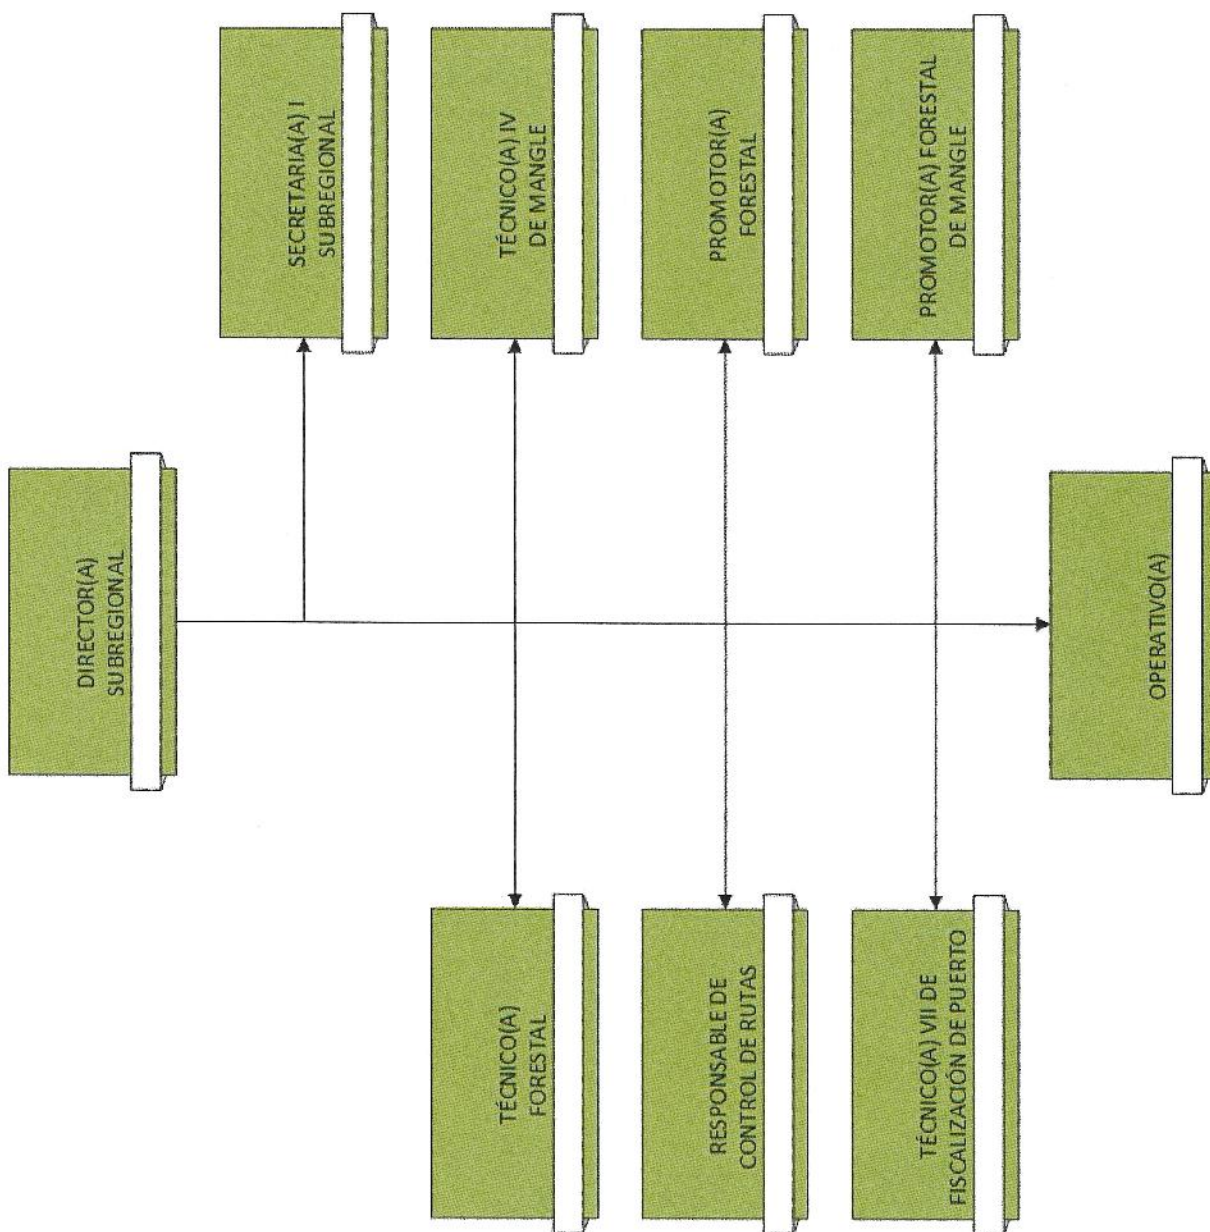 DIRECTOR(A)
SUBREGIONAL
SECRETARIA(A) I
SUBREGIONAL
TÉCNICO(A)
FORESTAL
TÉCNICO(A) IV
DE MANGLE
RESPONSABLE DE
CONTROL DE RUTAS
PROMOTOR(A)
FORESTAL
TÉCNICO(A) VII DE
FISCALIZACIÓN DE PUERTO
PROMOTOR(A) FORESTAL
DE MANGLE
OPERATIVO(A)